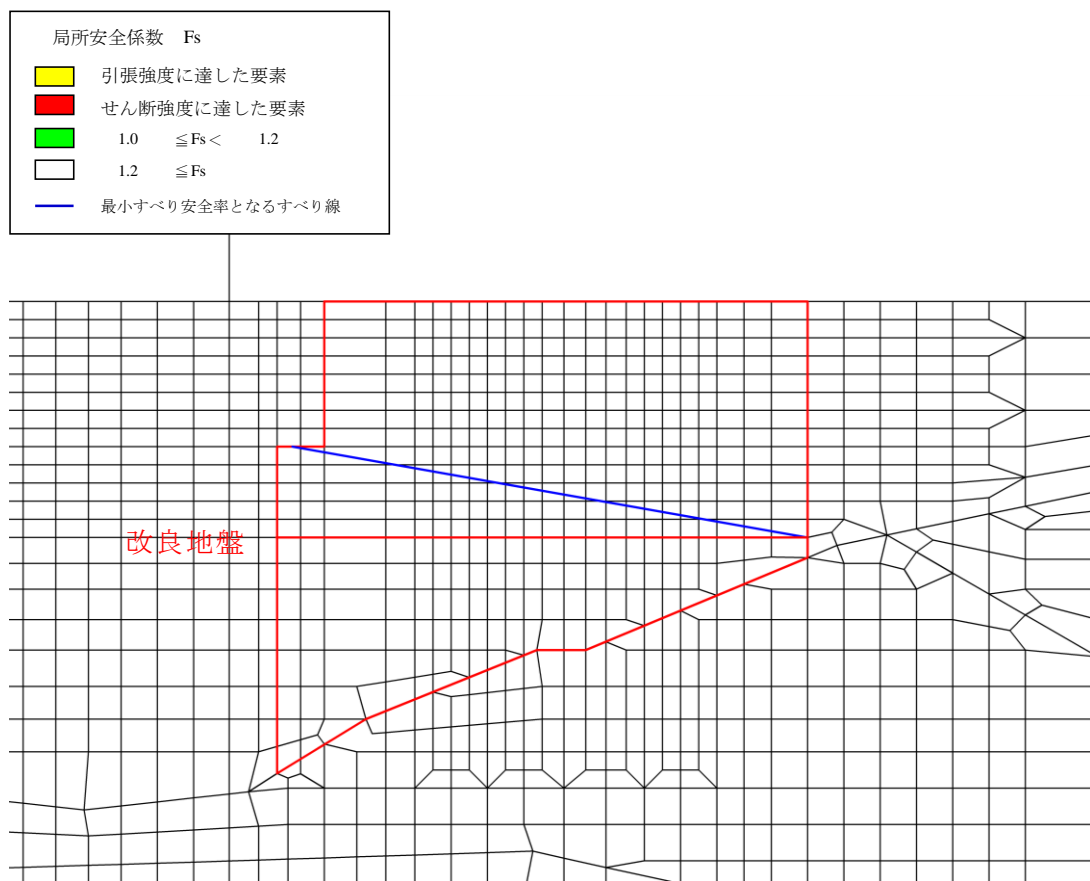 局所安全係数 Fs
引張強度に達した要素
せん断強度に達した要素
1.0 ≦Fs< 1.2
1.2 ≦Fs
最小すべり安全率となるすべり線
改良地盤